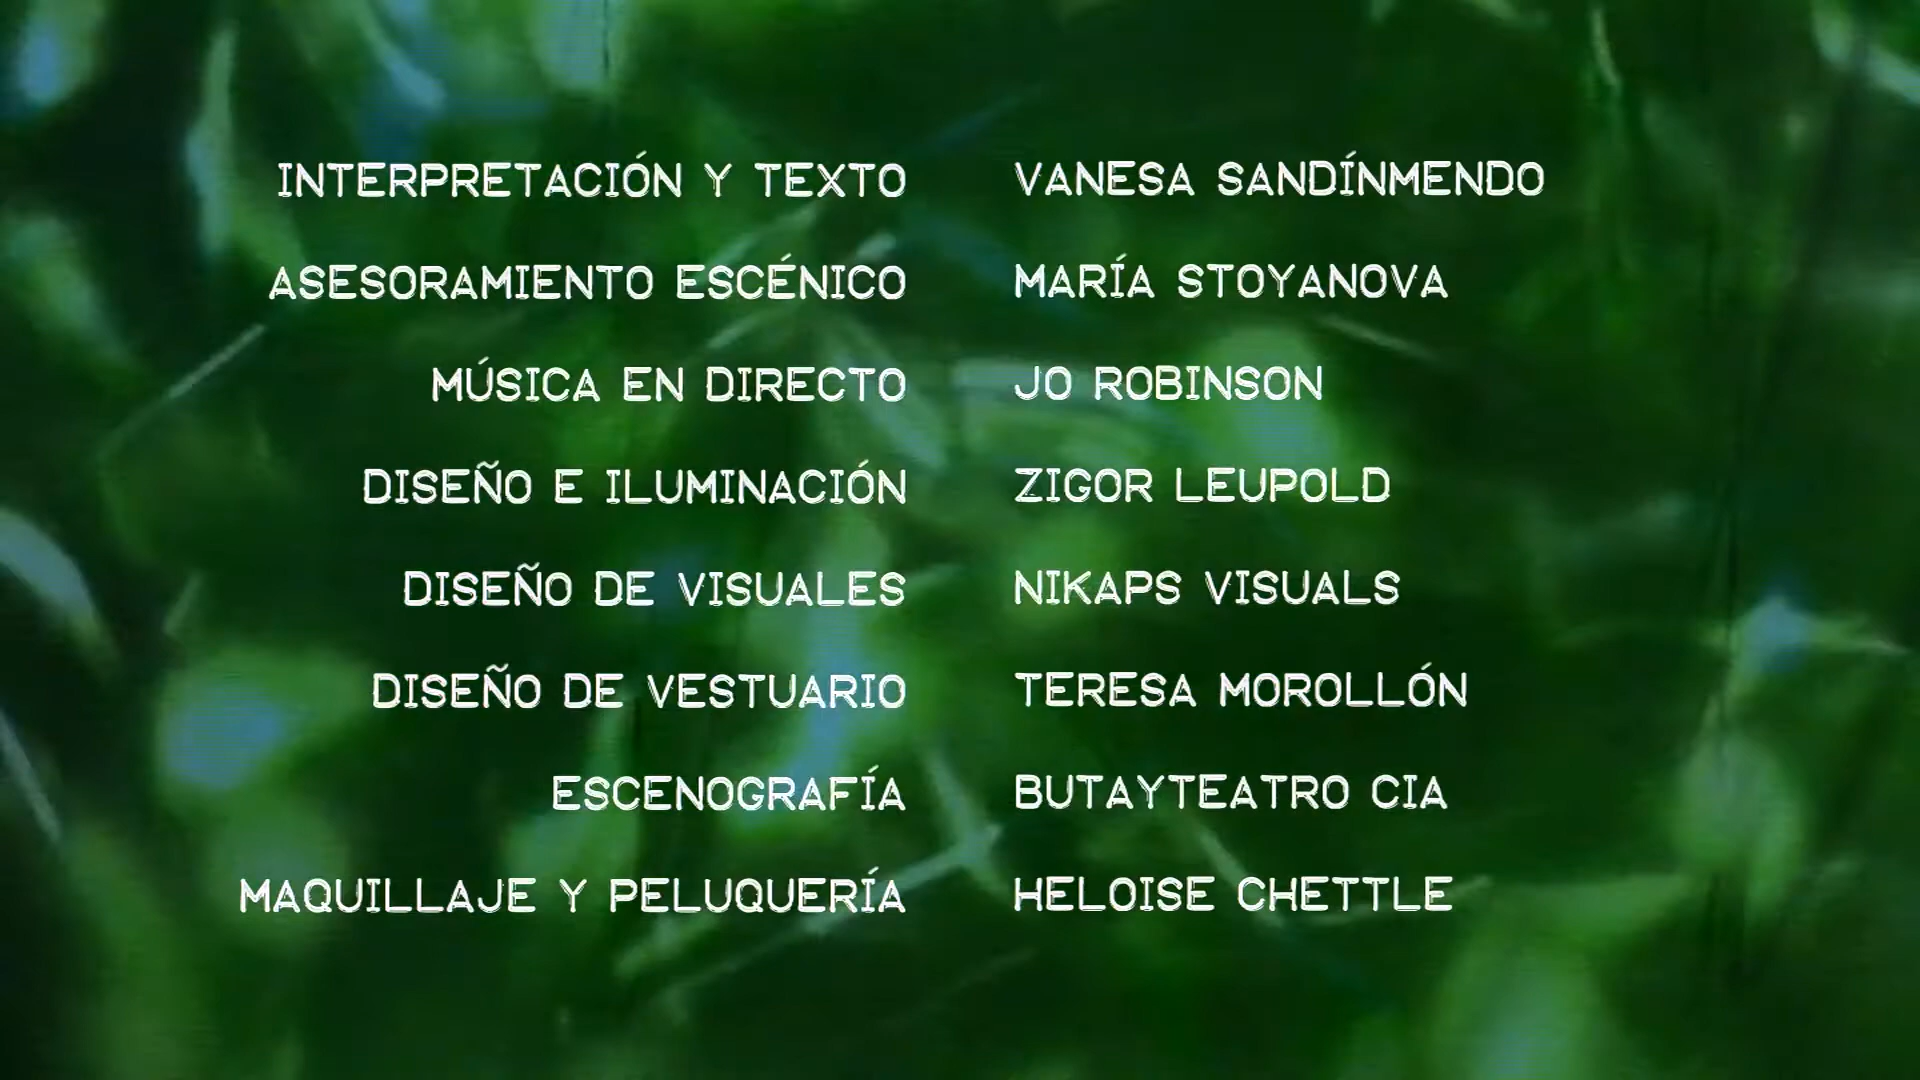 INTERPRETACIÓN Y TEXTO VANESA SANDÍNMENDO
ASESORAMIENTO ESCÉNICO MARÍA STOYANOVA
MÚSICA EN DIRECTO JO ROBINSON
DISEÑO E ILUMINACIÓN ZIGOR LEUPOLD
DISEÑO DE VISUALES NIKAPS VISUALS
DISEÑO DE VESTUARIO TERESA MOROLLÓN
ESCENOGRAFÍA BUTAYTEATRO CIA
MAQUILLAJE Y PELUQUERÍA HELOISE CHETTLE